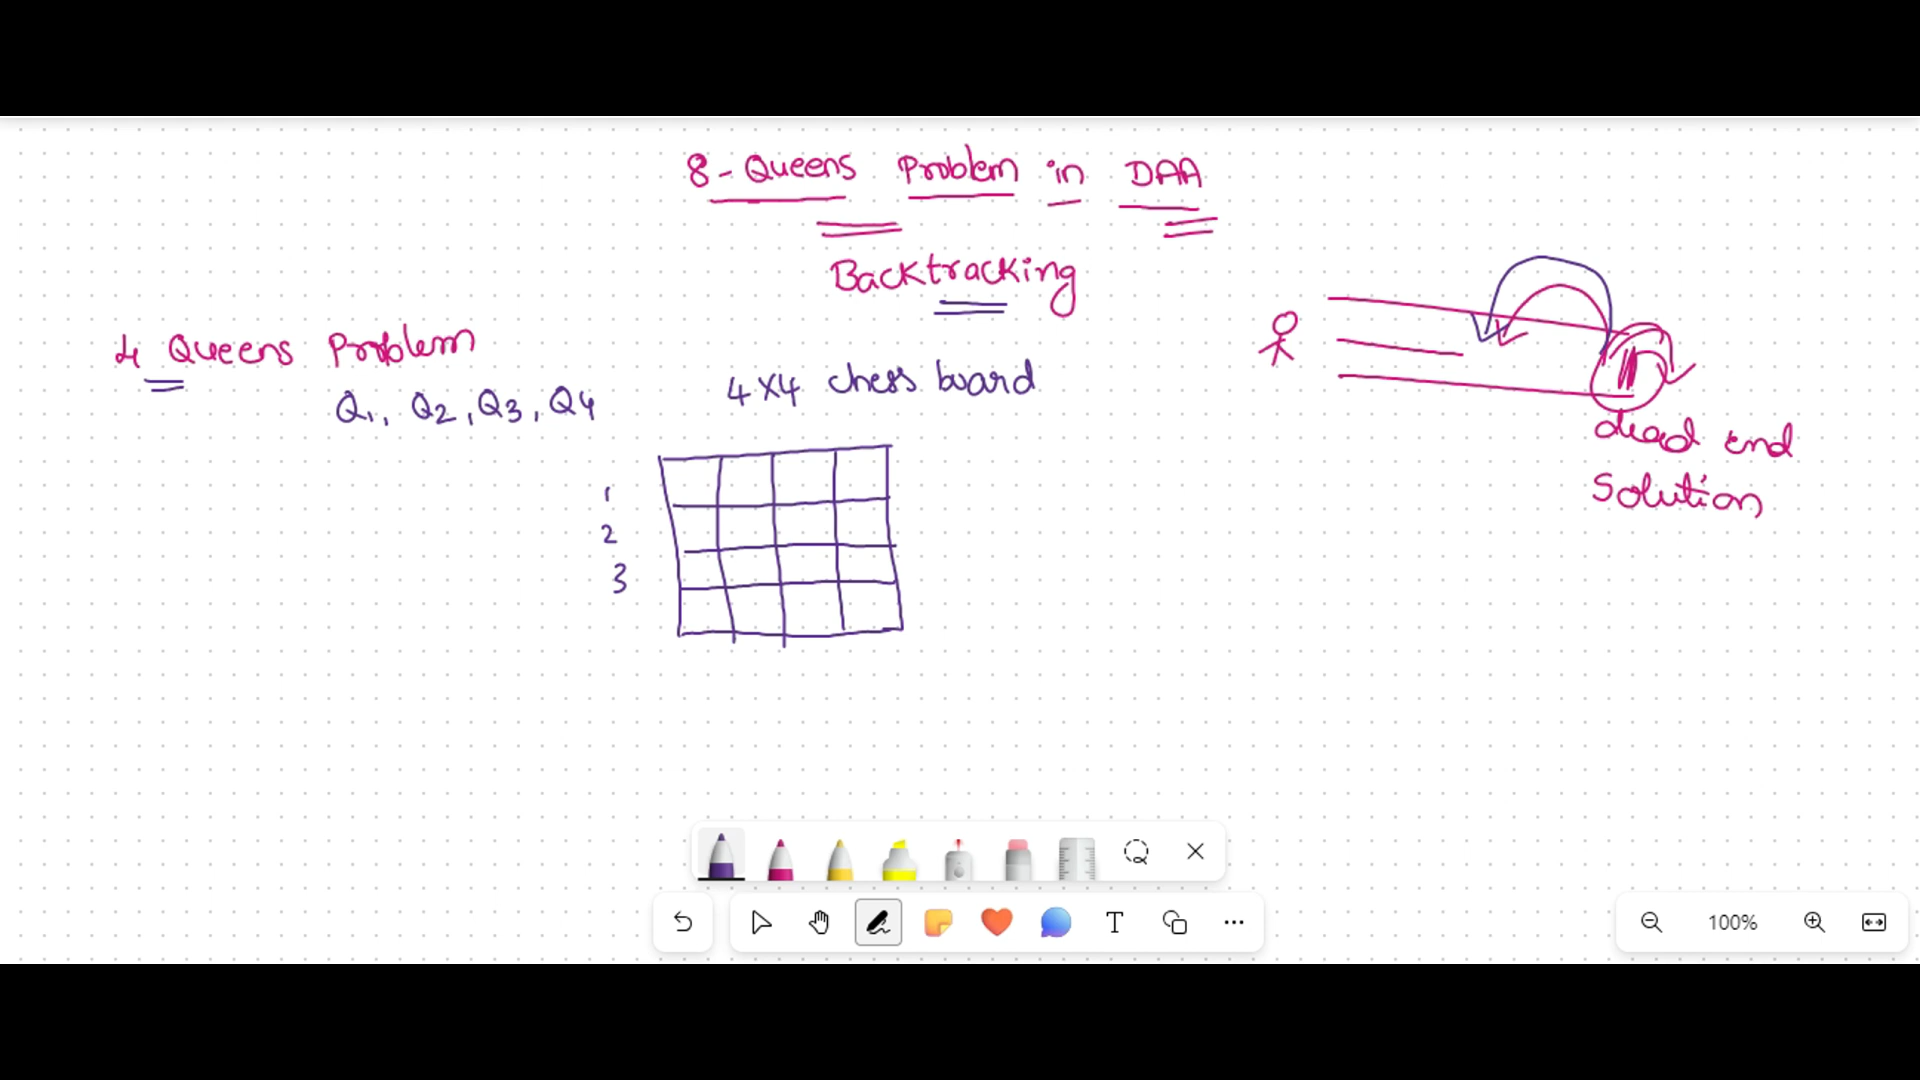 8-Queens Problem in DAA
Backtracking
4 Queens Problem
Q1, Q2, Q3, Q4
4x4 chess board
1
2
3
dead end
Solution
T
100%